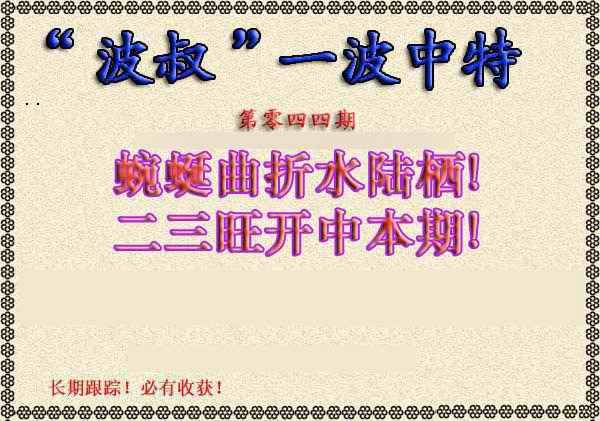 “波叔”一波中特
第零四四期
蜿蜒曲折水陆栖!
二三旺开中本期!
长期跟踪！必有收获！